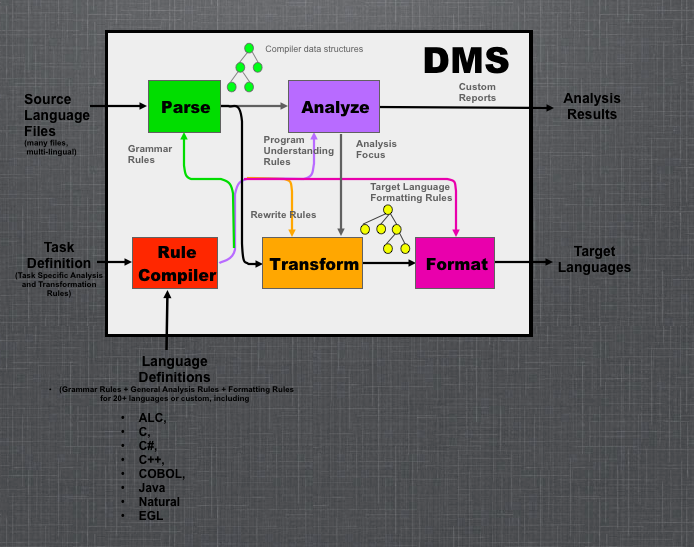 Compiler data structures
DMS
Custom
Reports
Source
Language
Files
(many files,
multi-lingual)
Parse
Analyze
Analysis
Results
Grammar
Rules
Program
Understanding
Rules
Analysis
Focus
Target Language
Formatting Rules
Rewrite Rules
Task
Definition
(Task Specific Analysis
and Transformation
Rules)
Rule
Compiler
Transform
Format
Target
Languages
Language
Definitions
• (Grammar Rules + General Analysis Rules + Formatting Rules
for 20+ languages or custom, including
• ALC,
• C,
• C#,
• C++,
• COBOL,
• Java
• Natural
• EGL